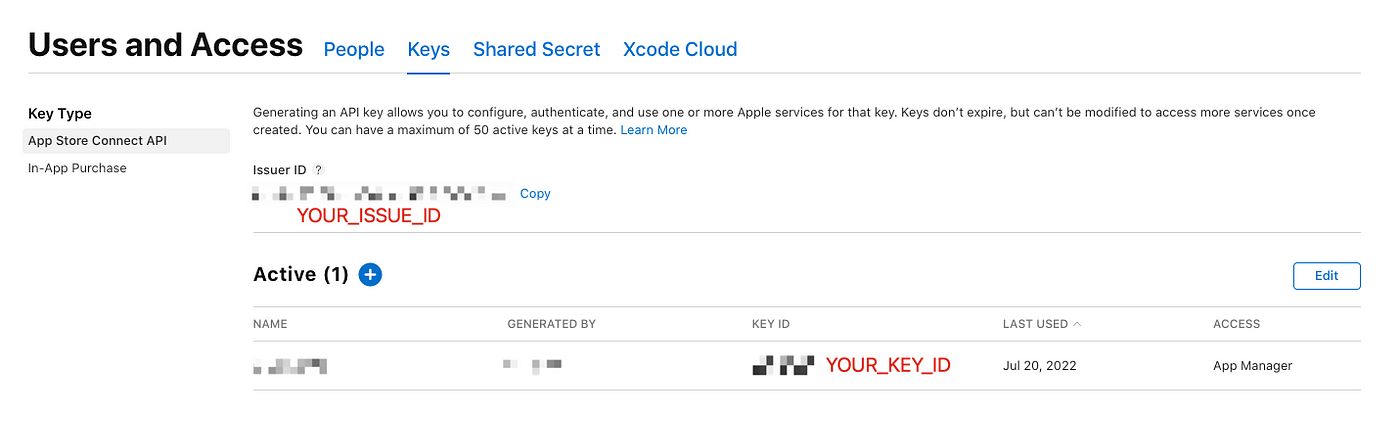 Users and Access People Keys Shared Secret Xcode Cloud
Key Type
App Store Connect API
In-App Purchase
Generating an API key allows you to configure, authenticate, and use one or more Apple services for that key. Keys don’t expire, but can’t be modified to access more services once
created. You can have a maximum of 50 active keys at a time. Learn More
Issuer ID ?
Copy
YOUR_ISSUE_ID
Active (1) +
Edit
NAME GENERATED BY KEY ID LAST USED ACCESS
YOUR_KEY_ID Jul 20, 2022 App Manager